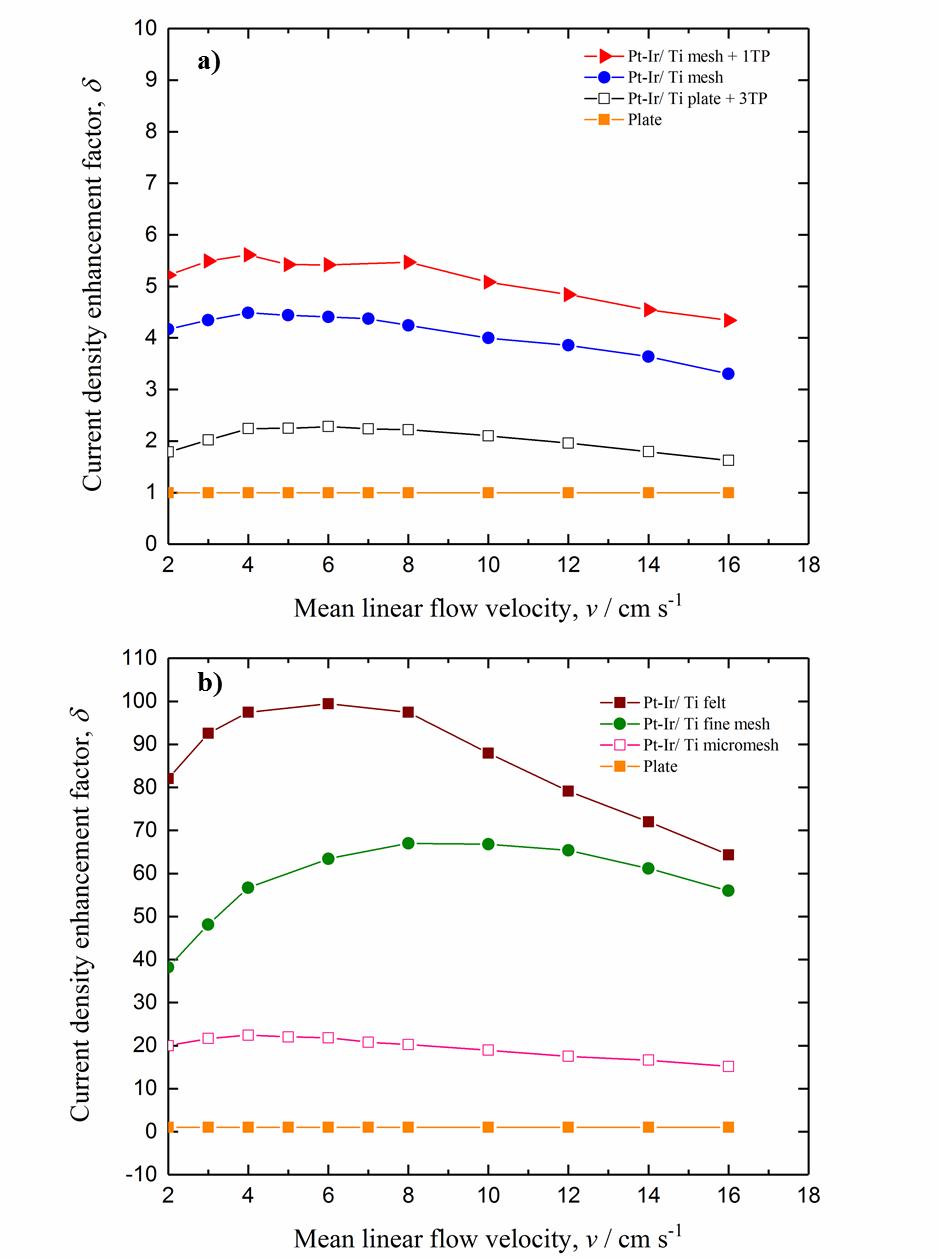 a)
Pt-Ir/ Ti mesh + 1TP
Pt-Ir/ Ti mesh
Pt-Ir/ Ti plate + 3TP
Plate
Current density enhancement factor, δ
10
9
8
7
6
5
4
3
2
1
0
2 4 6 8 10 12 14 16 18
Mean linear flow velocity, v / cm s-1
b)
Pt-Ir/ Ti felt
Pt-Ir/ Ti fine mesh
Pt-Ir/ Ti micromesh
Plate
Current density enhancement factor, δ
110
100
90
80
70
60
50
40
30
20
10
0
-10
2 4 6 8 10 12 14 16 18
Mean linear flow velocity, v / cm s-1